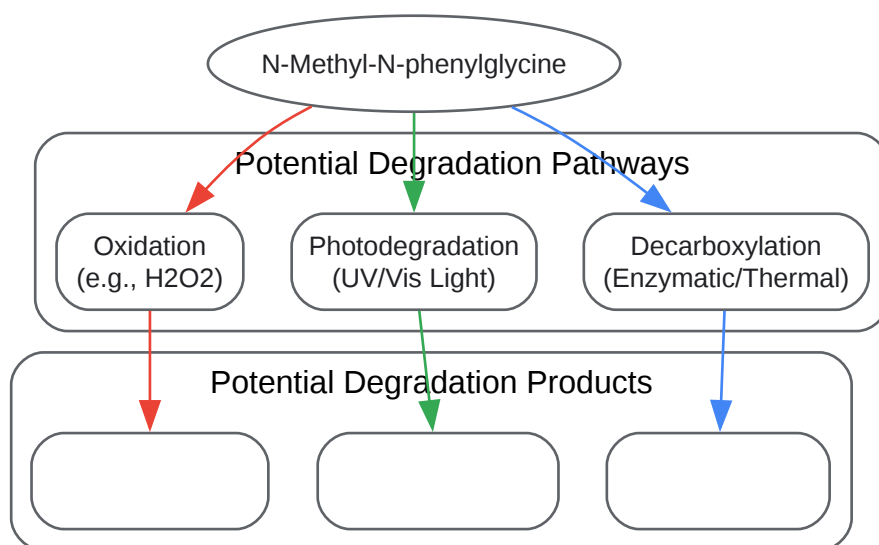 N-Methyl-N-phenylglycine
Potential Degradation Pathways
Oxidation
(e.g., H2O2)
Photodegradation
(UV/Vis Light)
Decarboxylation
(Enzymatic/Thermal)
Potential Degradation Products